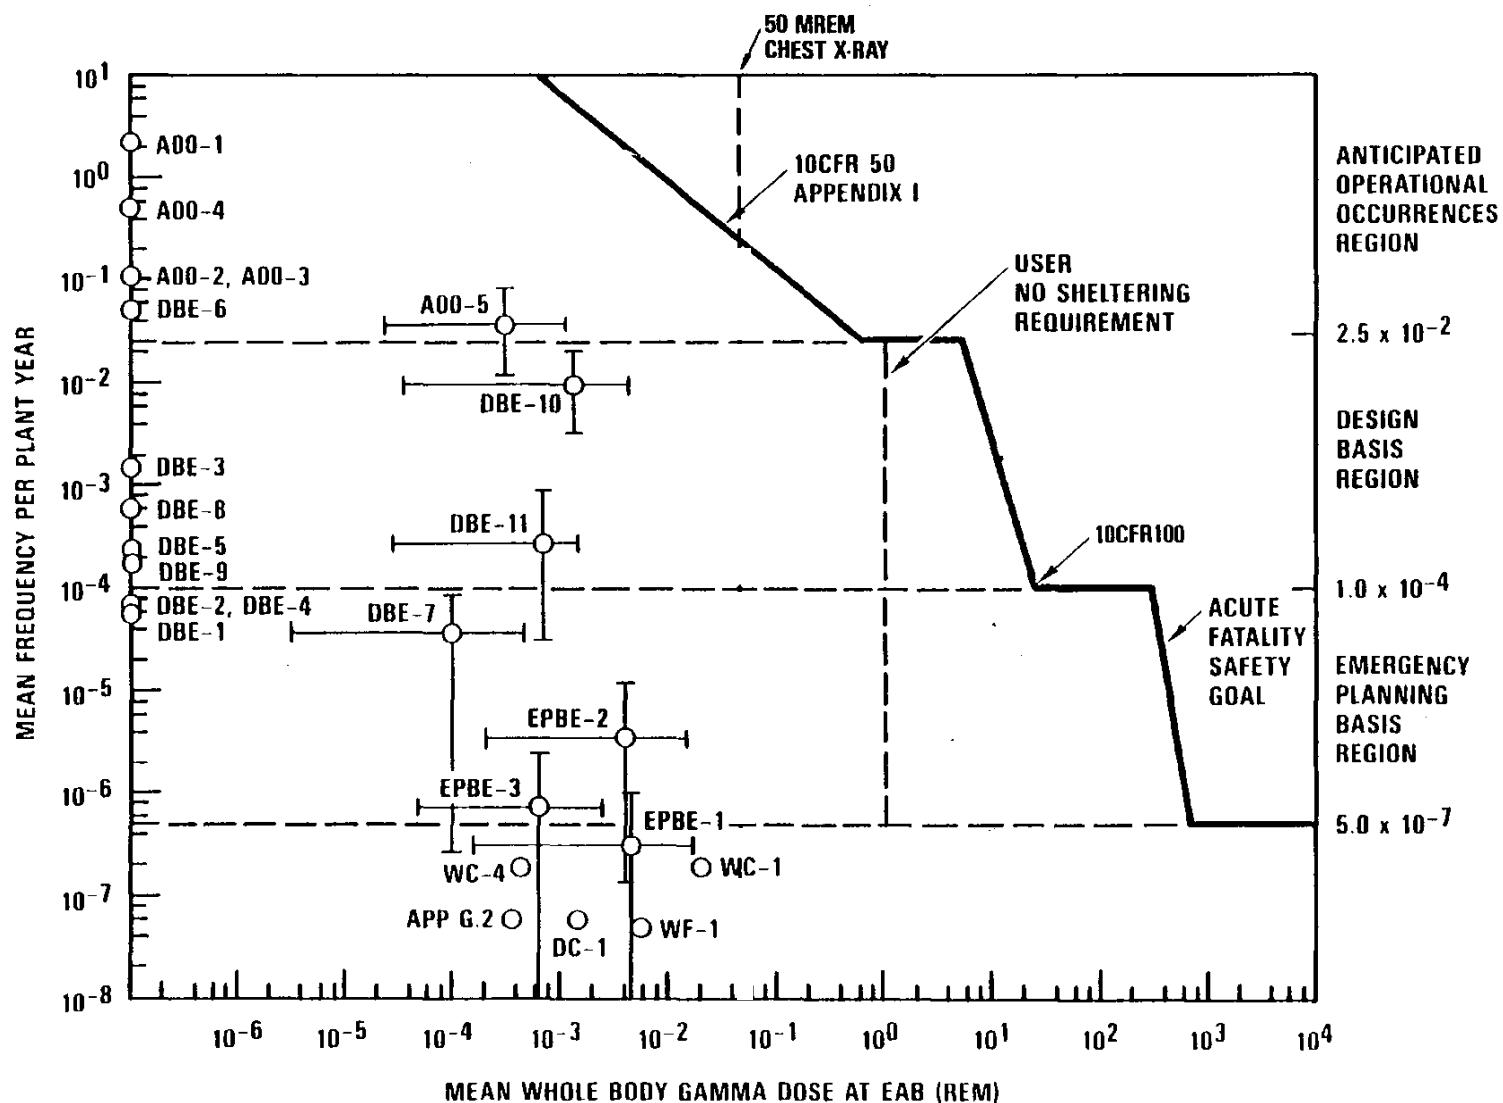 50 MREM
CHEST X-RAY
10^1
AOO-1
10^0
AOO-4
10^-1
AOO-2, AOO-3
DBE-6
AOO-5
10CFR 50
APPENDIX I
ANTICIPATED
OPERATIONAL
OCCURRENCES
REGION
USER
NO SHELTERING
REQUIREMENT
2.5 x 10^-2
10^-2
DBE-10
DESIGN
BASIS
REGION
DBE-3
10^-3
DBE-8
DBE-11
DBE-5
DBE-9
10CFR100
10^-4
1.0 x 10^-4
DBE-2, DBE-4
DBE-1
DBE-7
ACUTE
FATALITY
SAFETY
GOAL
EMERGENCY
PLANNING
BASIS
REGION
10^-5
EPBE-2
10^-6
EPBE-3
EPBE-1
5.0 x 10^-7
WC-4
WC-1
10^-7
APP G.2
DC-1
WF-1
10^-8
10^-6 10^-5 10^-4 10^-3 10^-2 10^-1 10^0 10^1 10^2 10^3 10^4
MEAN WHOLE BODY GAMMA DOSE AT EAB (REM)
MEAN FREQUENCY PER PLANT YEAR